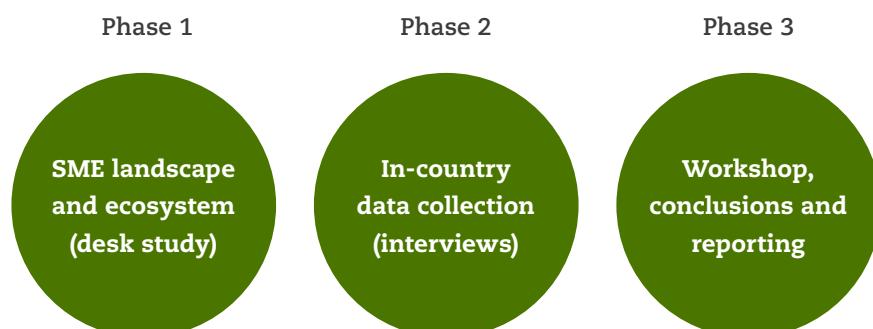 Phase 1
Phase 2
Phase 3
SME landscape
and ecosystem
(desk study)
In-country
data collection
(interviews)
Workshop,
conclusions and
reporting